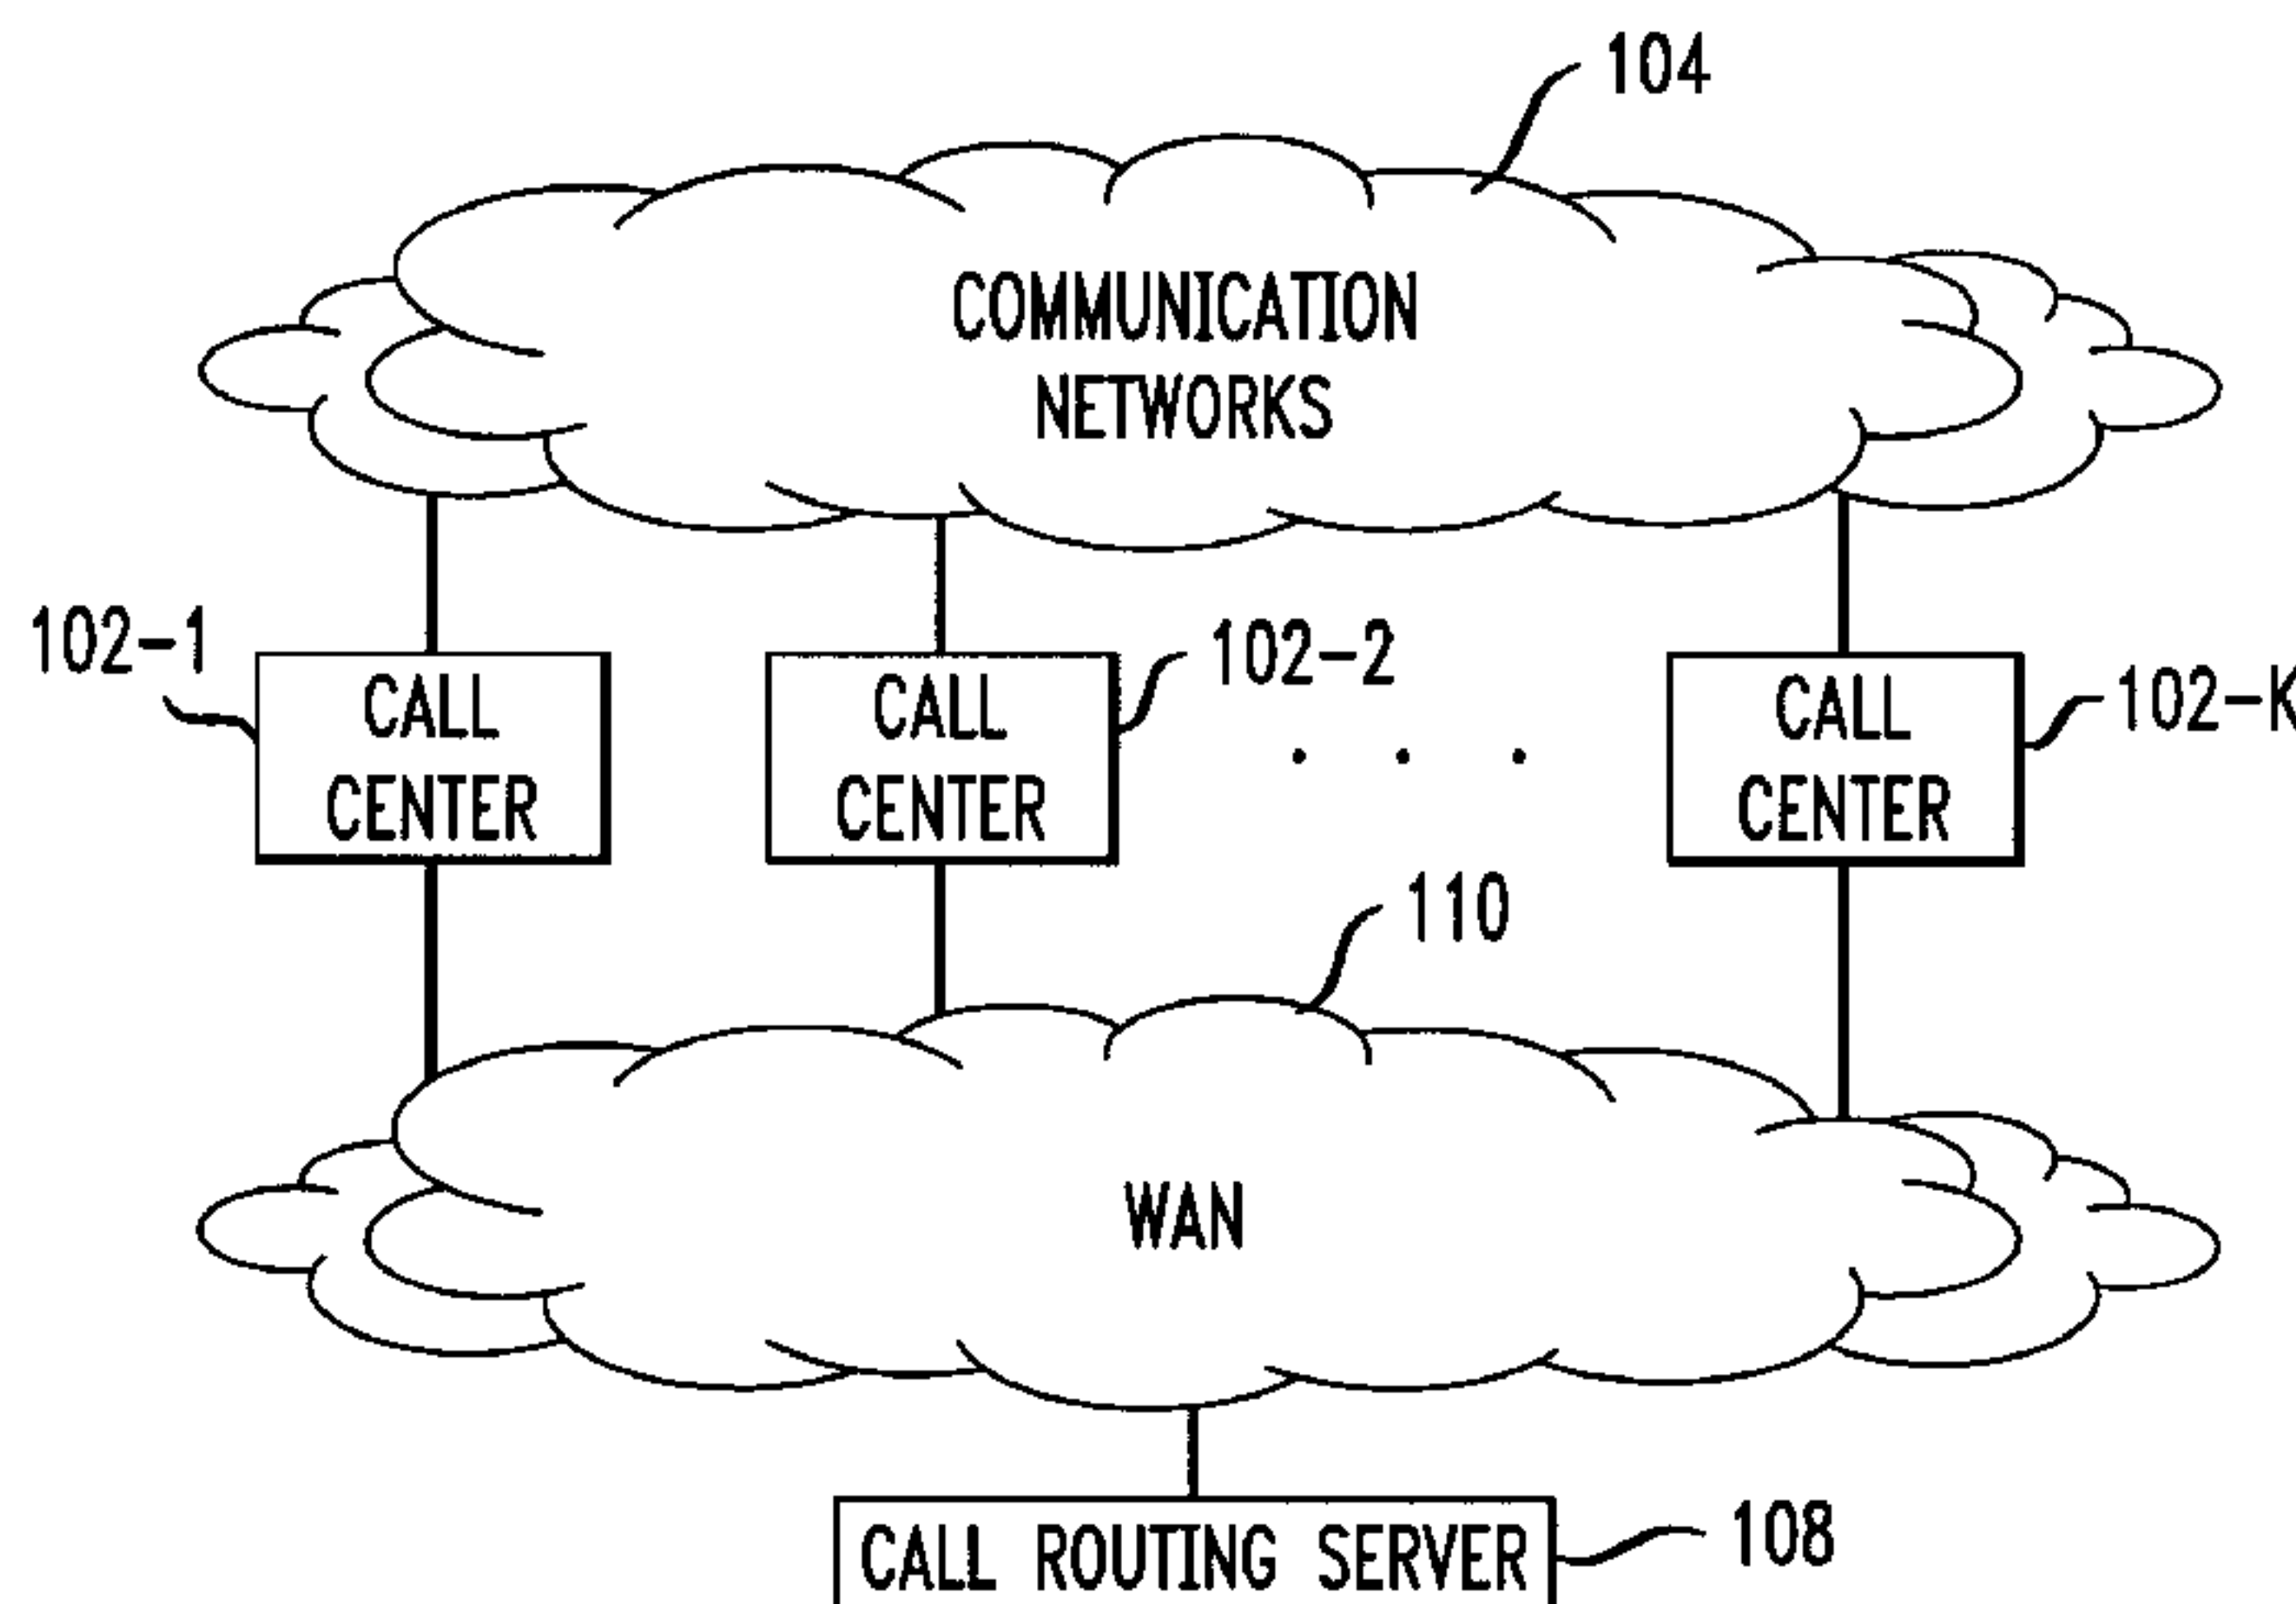 104
COMMUNICATION
NETWORKS
102-1
CALL
CENTER
102-2
CALL
CENTER
. . .
102-K
CALL
CENTER
110
WAN
CALL ROUTING SERVER
108